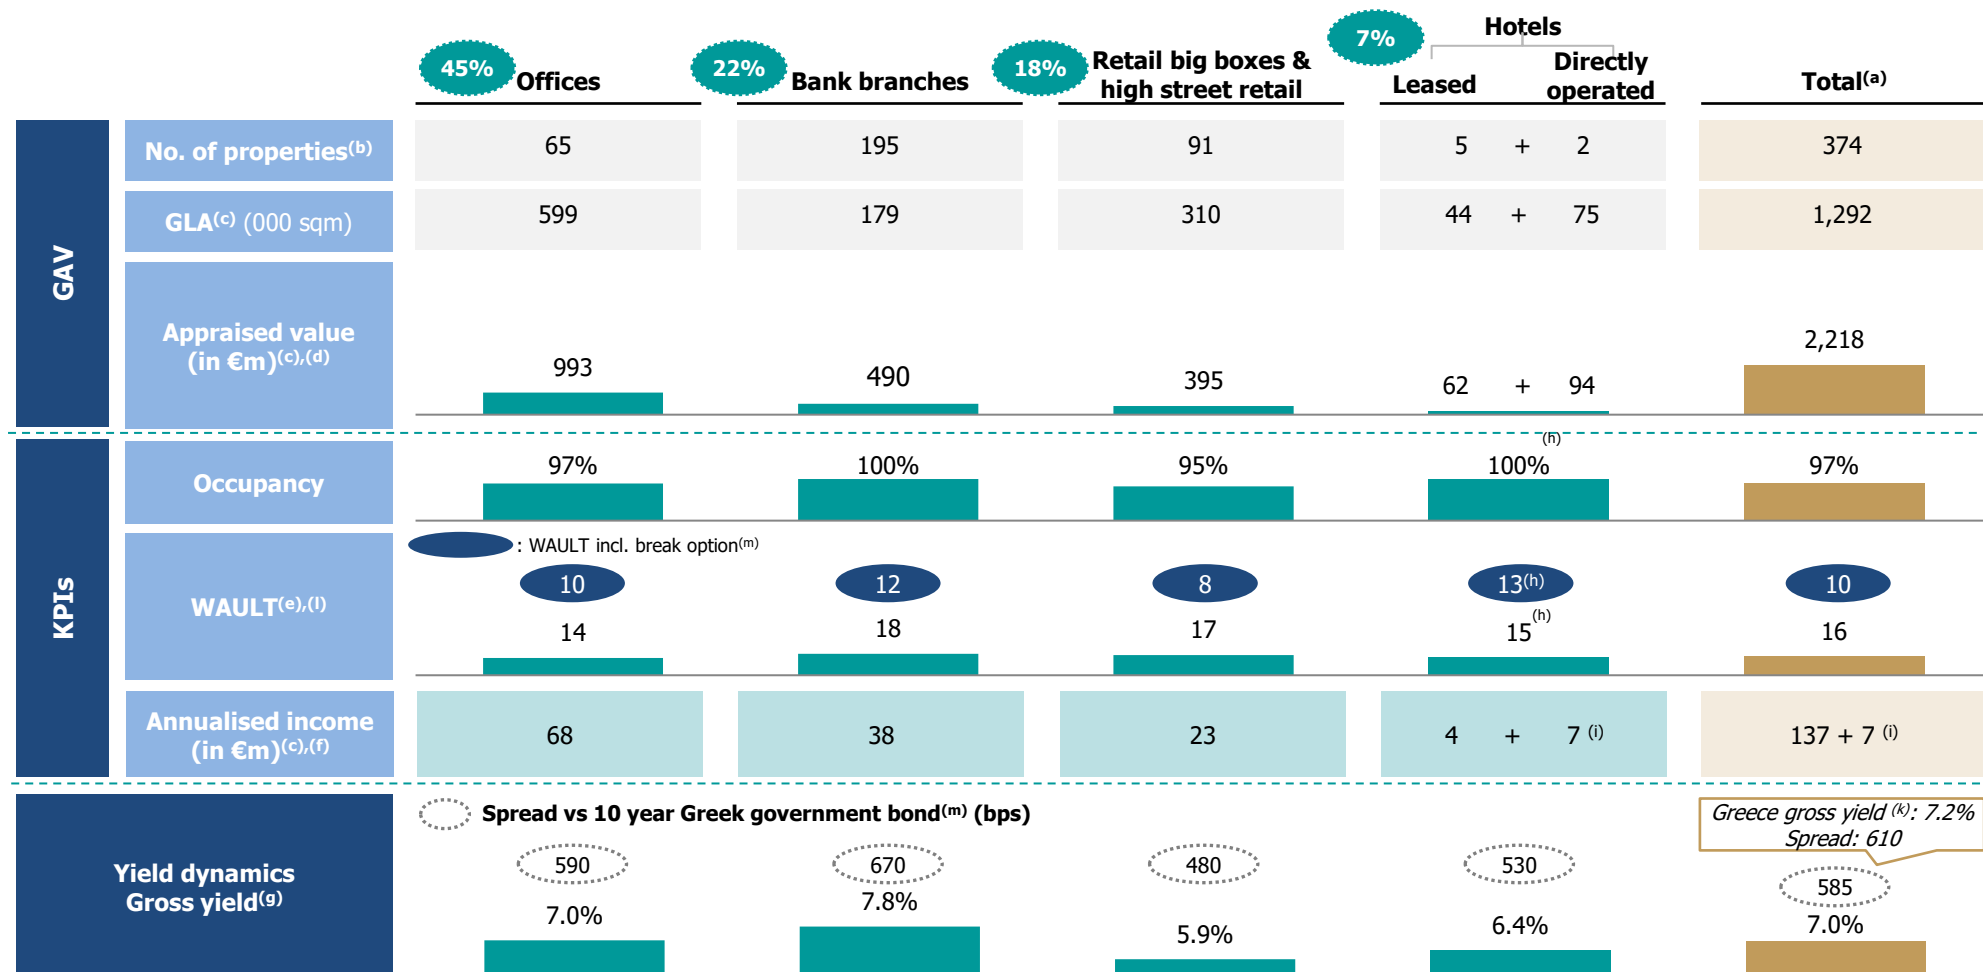 45%
Offices
22%
Bank branches
18%
Retail big boxes &
high street retail
7%
Hotels
Leased
Directly
operated
Total(a)
GAV
No. of properties(b)
65
195
91
5 + 2
374
GLA(c) (000 sqm)
599
179
310
44 + 75
1,292
Appraised value
(in €m)(c),(d)
993
490
395
62 + 94
2,218
KPIs
Occupancy
97%
100%
95%
100%(h)
97%
: WAULT incl. break option(m)
WAULT(e),(l)
10
12
8
13(h)
10
14
18
17
15(h)
16
Annualised income
(in €m)(c),(f)
68
38
23
4 + 7 (i)
137 + 7 (i)
Yield dynamics
Gross yield(g)
Spread vs 10 year Greek government bond(m) (bps)
Greece gross yield (k): 7.2%
Spread: 610
590
670
480
530
585
7.0%
7.8%
5.9%
6.4%
7.0%